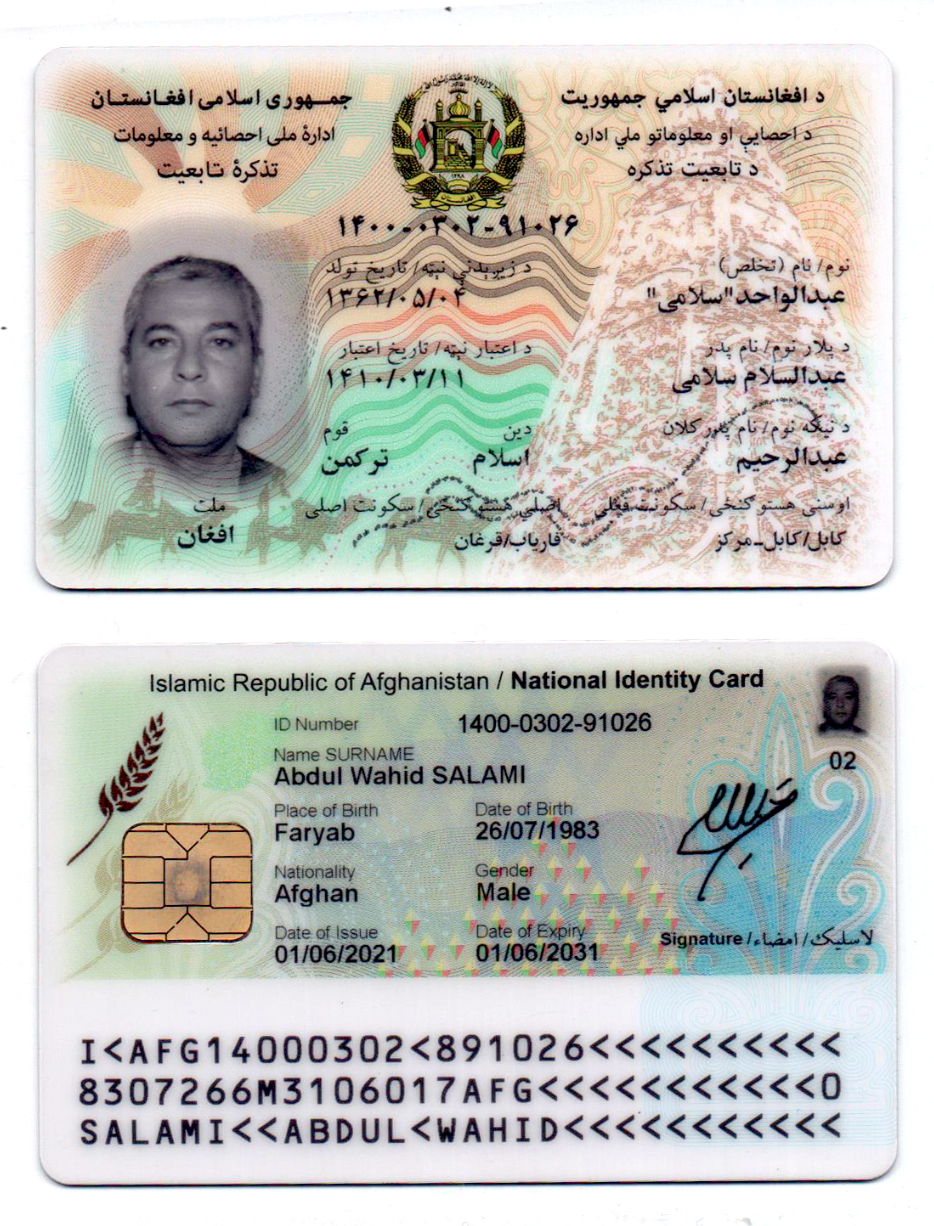 د افغانستان اسلامي جمهوریت
د احصایې او معلوماتو ملي اداره
د تابعیت تذکره
جمهوری اسلامی افغانستان
ادارهٔ ملی احصائیه و معلومات
تذکرهٔ تابعیت
۱۴۰۰-۰۳۰۲-۹۱۰۲۶
نوم/ نام (تخلص)
عبدالواحد"سلامی"
د زیږیدنې نېټه/ تاریخ تولد
۱۳۶۲/۰۵/۰۴
د پلار نوم/ نام پدر
عبدالسلام سلامی
د اعتبار نېټه/ تاریخ اعتبار
۱۴۱۰/۰۳/۱۱
د نیکه نوم/ نام پدر کلان
عبدالرحیم
دین
اسلام
قوم
ترکمن
اوسنی هستوګنځی/ سکونت فعلی
کابل/کابل-مرکز
اصلي هستوګنځی/ سکونت اصلی
فاریاب/قرغان
ملت
افغان
Islamic Republic of Afghanistan / National Identity Card
ID Number 1400-0302-91026
Name SURNAME
Abdul Wahid SALAMI
02
Place of Birth Date of Birth
Faryab 26/07/1983
Nationality Gender
Afghan Male
Date of Issue Date of Expiry
01/06/2021 01/06/2031
Signature/امضاء/لاسلیک
I<AFG14000302<891026<<<<<<<<<<
8307266M3106017AFG<<<<<<<<<<<0
SALAMI<<ABDUL<WAHID<<<<<<<<<<<